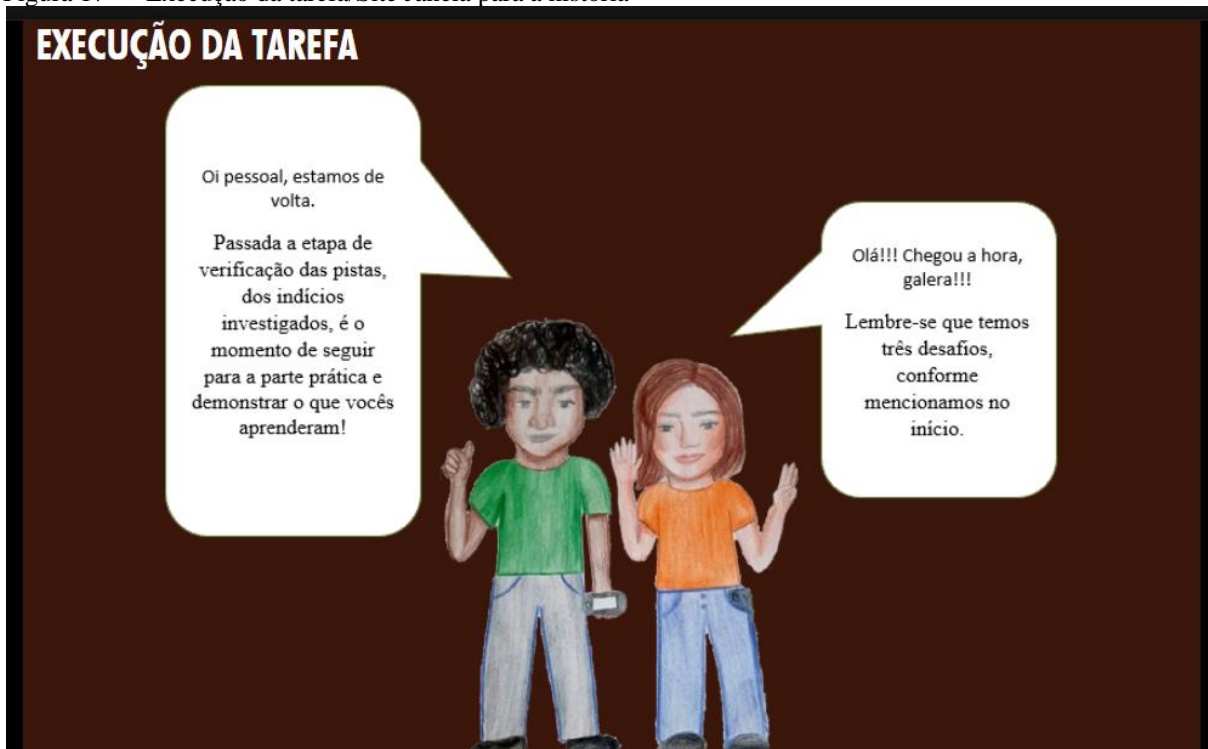 EXECUÇÃO DA TAREFA
Oi pessoal, estamos de
volta.
Passada a etapa de
verificação das pistas,
dos indícios
investigados, é o
momento de seguir
para a parte prática e
demonstrar o que vocês
aprenderam!
Olá!!! Chegou a hora,
galera!!!
Lembre-se que temos
três desafios,
conforme
mencionamos no
início.